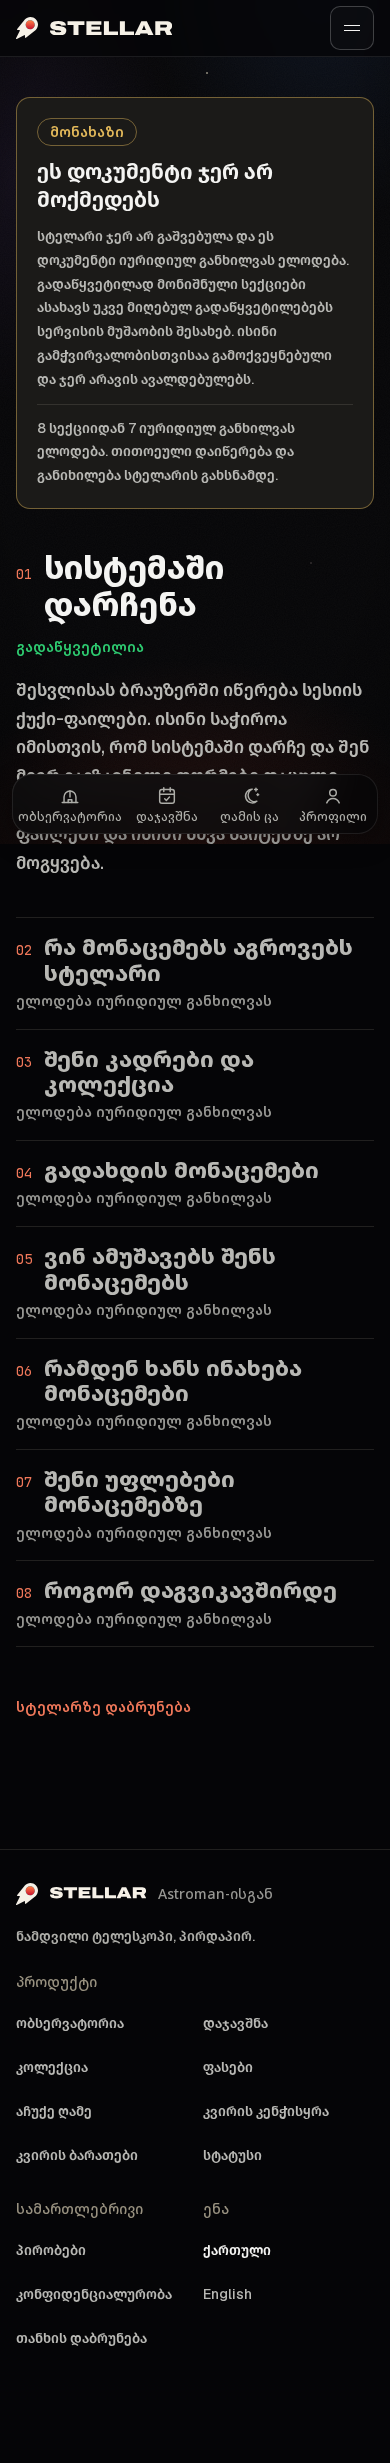 STELLAR
მონახაზი
ეს დოკუმენტი ჯერ არ
მოქმედებს
სტელარი ჯერ არ გაშვებულა და ეს
დოკუმენტი იურიდიულ განხილვას ელოდება.
გადაწყვეტილად მონიშნული სექციები
ასახავს უკვე მიღებულ გადაწყვეტილებებს
სერვისის მუშაობის შესახებ. ისინი
გამჭვირვალობისთვისაა გამოქვეყნებული
და ჯერ არავის ავალდებულებს.
8 სექციიდან 7 იურიდიულ განხილვას
ელოდება. თითოეული დაიწერება და
განიხილება სტელარის გახსნამდე.
01 სისტემაში
დარჩენა
გადაწყვეტილია
შესვლისას ბრაუზერში იწერება სესიის
ქუქი-ფაილები. ისინი საჭიროა
იმისთვის, რომ სისტემაში დარჩე და შენ
ობსერვატორია დაჯავშნა ღამის ცა პროფილი
ფაილები და ისინი სხვა საიტებზე არ
მოგყვება.
02 რა მონაცემებს აგროვებს
სტელარი
ელოდება იურიდიულ განხილვას
03 შენი კადრები და
კოლექცია
ელოდება იურიდიულ განხილვას
04 გადახდის მონაცემები
ელოდება იურიდიულ განხილვას
05 ვინ ამუშავებს შენს
მონაცემებს
ელოდება იურიდიულ განხილვას
06 რამდენ ხანს ინახება
მონაცემები
ელოდება იურიდიულ განხილვას
07 შენი უფლებები
მონაცემებზე
ელოდება იურიდიულ განხილვას
08 როგორ დაგვიკავშირდე
ელოდება იურიდიულ განხილვას
სტელარზე დაბრუნება
STELLAR Astroman-ისგან
ნამდვილი ტელესკოპი, პირდაპირ.
პროდუქტი
ობსერვატორია დაჯავშნა
კოლექცია ფასები
აჩუქე ღამე კვირის კენჭისყრა
კვირის ბარათები სტატუსი
სამართლებრივი ენა
პირობები ქართული
კონფიდენციალურობა English
თანხის დაბრუნება